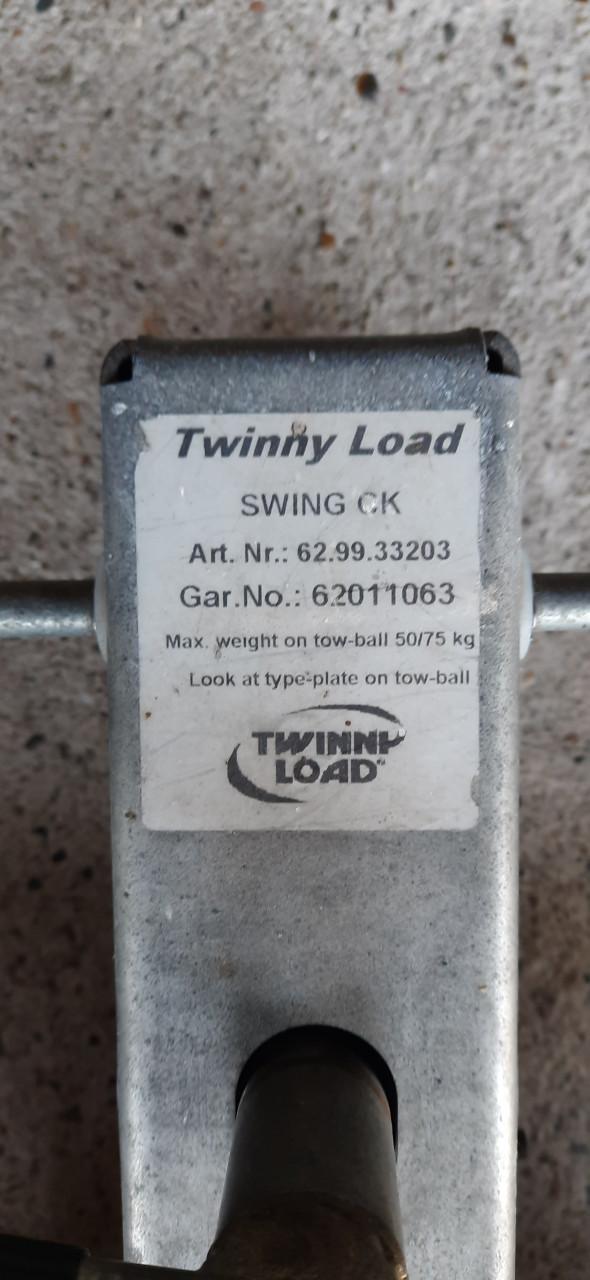 Twinny Load
SWING CK
Art. Nr.: 62.99.33203
Gar.No.: 62011063
Max. weight on tow-ball 50/75 kg
Look at type-plate on tow-ball
TWINNY
LOAD